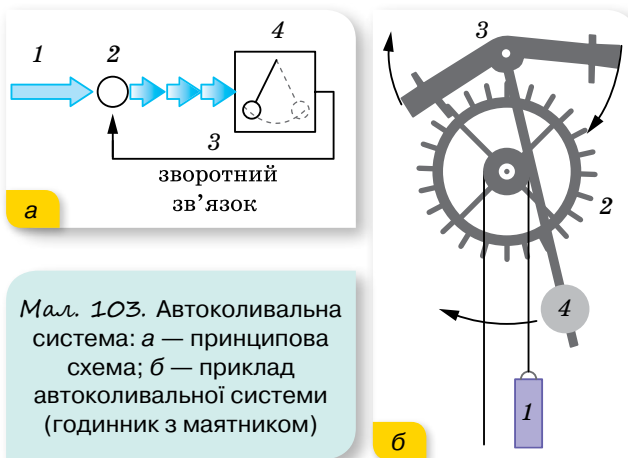 1
2
4
3
зворотний
зв’язок
а
Мал. 103. Автоколивальна
система: а — принципова
схема; б — приклад
автоколивальної системи
(годинник з маятником)
3
2
4
1
б